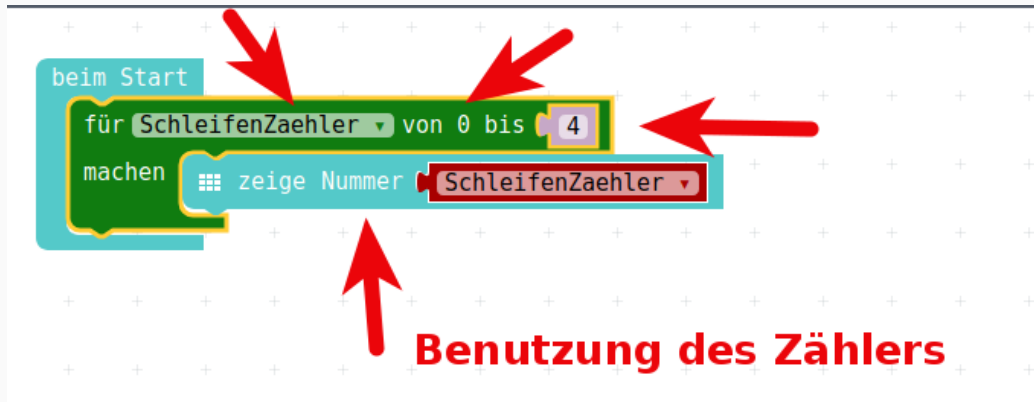 beim Start
für SchleifenZaehler von 0 bis 4
machen zeige Nummer SchleifenZaehler
Benutzung des Zählers